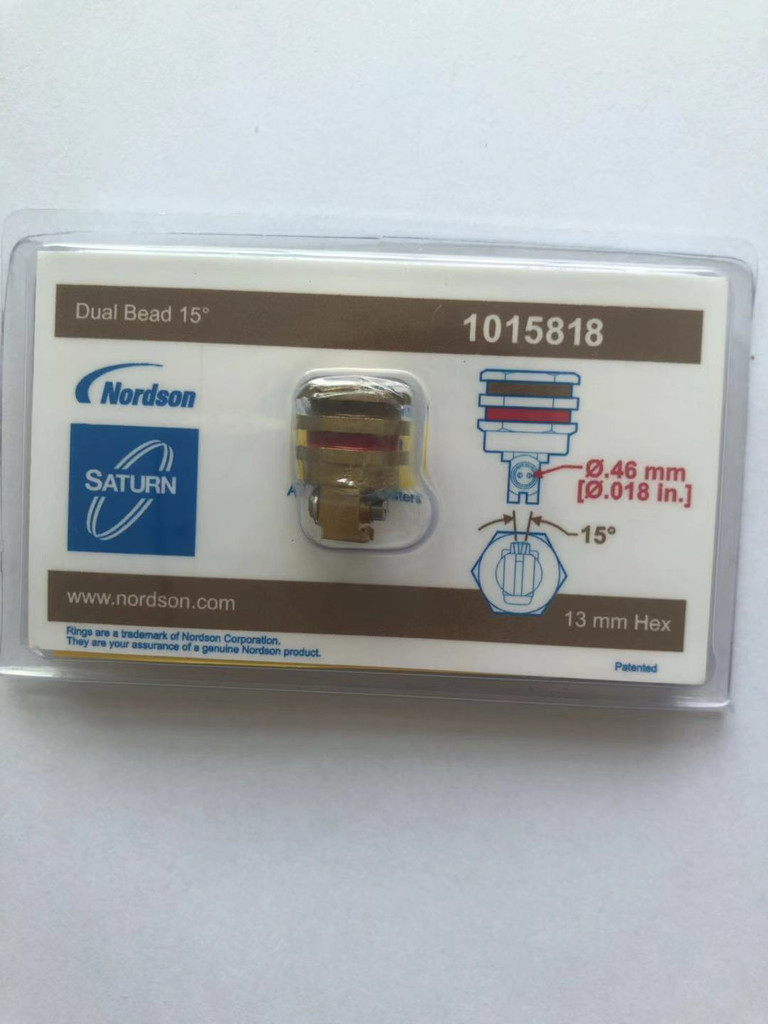 Dual Bead 15°
1015818
Nordson
SATURN
Ø.46 mm
[Ø.018 in.]
15°
www.nordson.com
13 mm Hex
Rings are a trademark of Nordson Corporation.
They are your assurance of a genuine Nordson product.
Patented